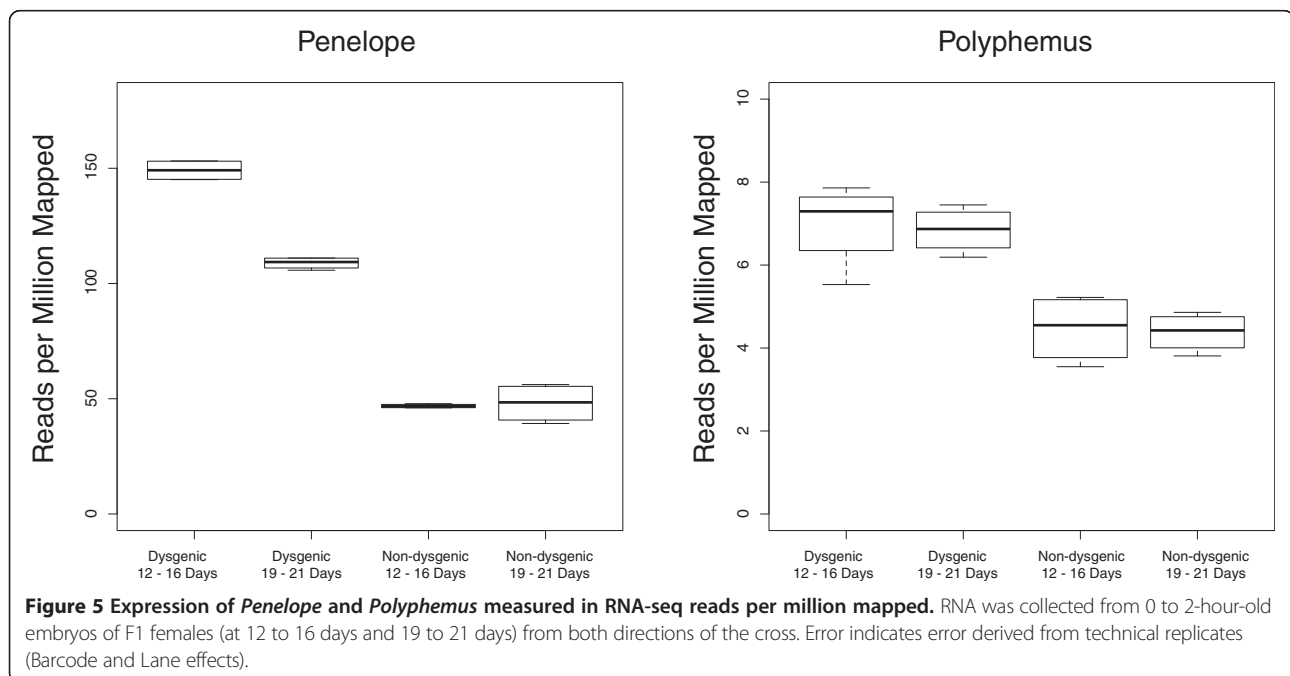 Penelope
Reads per Million Mapped
150
100
50
0
Dysgenic
12 - 16 Days
Dysgenic
19 - 21 Days
Non-dysgenic
12 - 16 Days
Non-dysgenic
19 - 21 Days
Polyphemus
Reads per Million Mapped
10
8
6
4
2
0
Dysgenic
12 - 16 Days
Dysgenic
19 - 21 Days
Non-dysgenic
12 - 16 Days
Non-dysgenic
19 - 21 Days
Figure 5 Expression of Penelope and Polyphemus measured in RNA-seq reads per million mapped. RNA was collected from 0 to 2-hour-old
embryos of F1 females (at 12 to 16 days and 19 to 21 days) from both directions of the cross. Error indicates error derived from technical replicates
(Barcode and Lane effects).